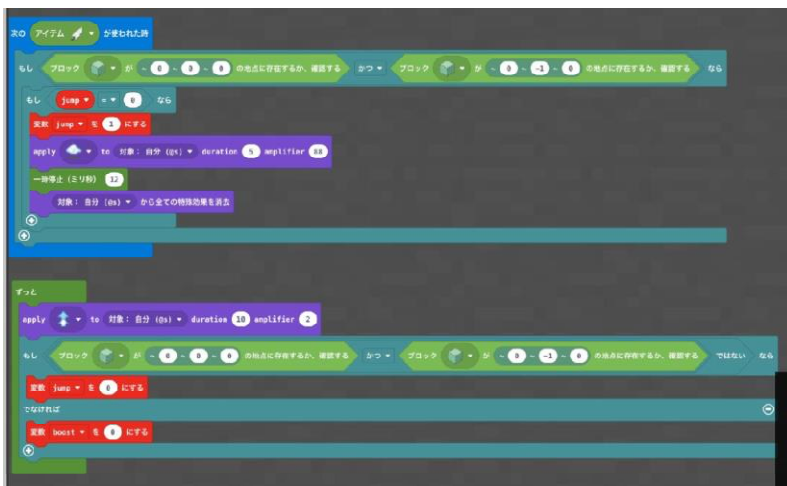 次の アイテム が使われた時
もし ブロック が ~ 0 ~ 0 ~ 0 の地点に存在するか、確認する かつ ブロック が ~ 0 ~ -1 ~ 0 の地点に存在するか、確認する なら
もし jump = 0 なら
変数 jump を 1 にする
apply to 対象: 自分 (@s) duration 5 amplifier 88
一時停止 (ミリ秒) 12
対象: 自分 (@s) から全ての特殊効果を消去
ずっと
apply to 対象: 自分 (@s) duration 10 amplifier 2
もし ブロック が ~ 0 ~ 0 ~ 0 の地点に存在するか、確認する かつ ブロック が ~ 0 ~ -1 ~ 0 の地点に存在するか、確認する ではない なら
変数 jump を 0 にする
でなければ
変数 boost を 0 にする